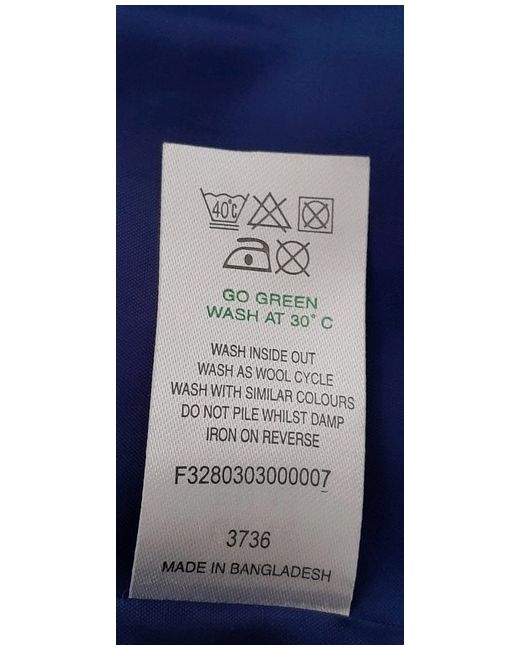 40°C
GO GREEN
WASH AT 30°C
WASH INSIDE OUT
WASH AS WOOL CYCLE
WASH WITH SIMILAR COLOURS
DO NOT PILE WHILST DAMP
IRON ON REVERSE
F3280303000007
3736
MADE IN BANGLADESH